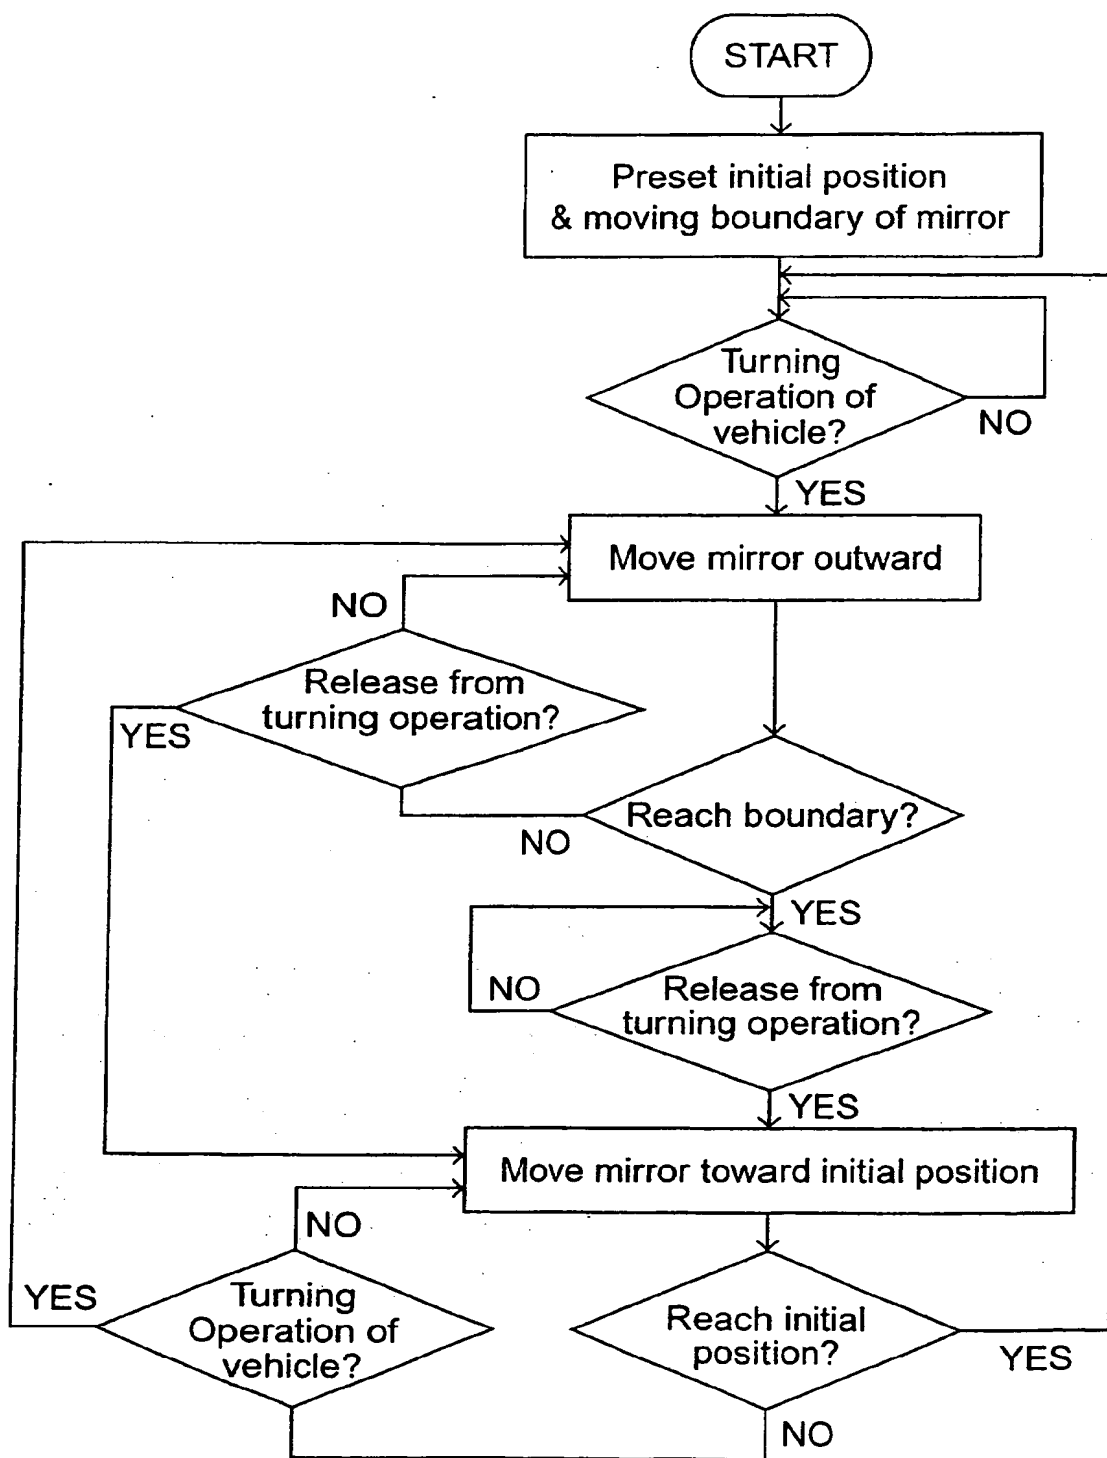 START
Preset initial position
& moving boundary of mirror
Turning
Operation of
vehicle?
NO
YES
Move mirror outward
NO
Release from
turning operation?
YES
Reach boundary?
NO
YES
Release from
turning operation?
NO
YES
Move mirror toward initial position
NO
YES
Turning
Operation of
vehicle?
Reach initial
position?
YES
NO